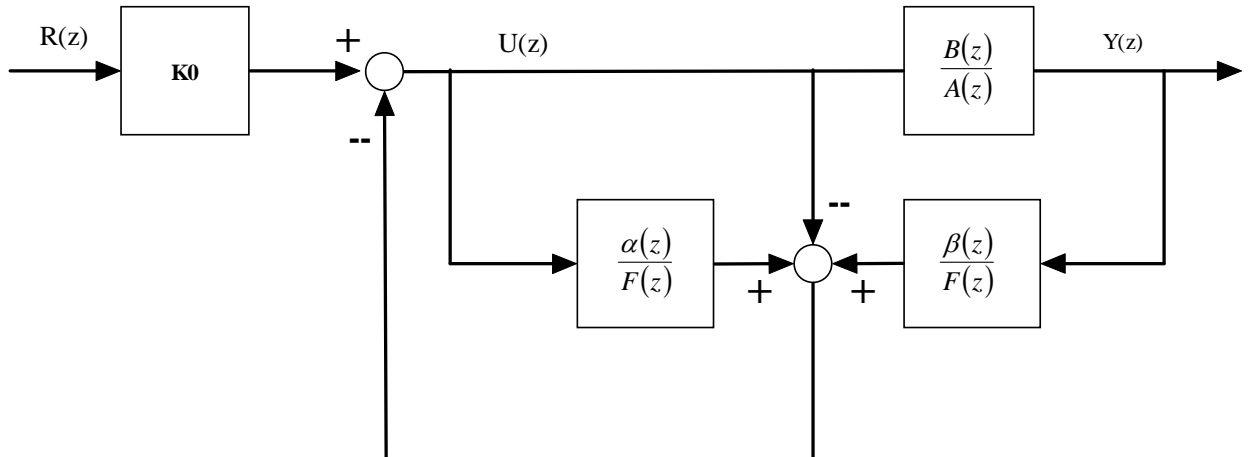 R(z)
K0
+
--
U(z)
B(z)
A(z)
Y(z)
--
α(z)
F(z)
+
+
β(z)
F(z)